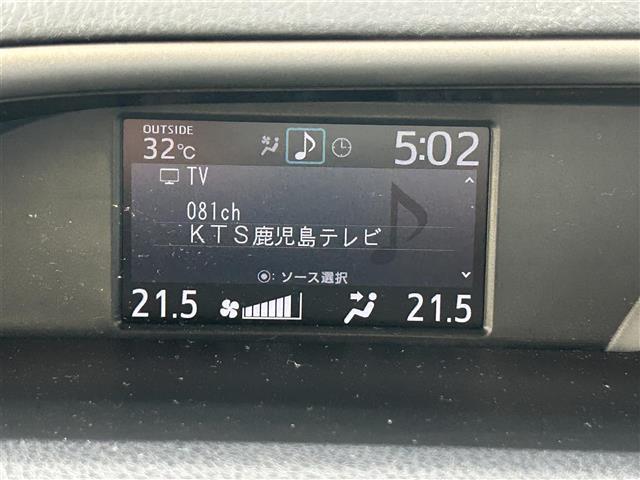 OUTSIDE
32℃
5:02
TV
081ch
KTS鹿児島テレビ
◉: ソース選択
21.5
21.5